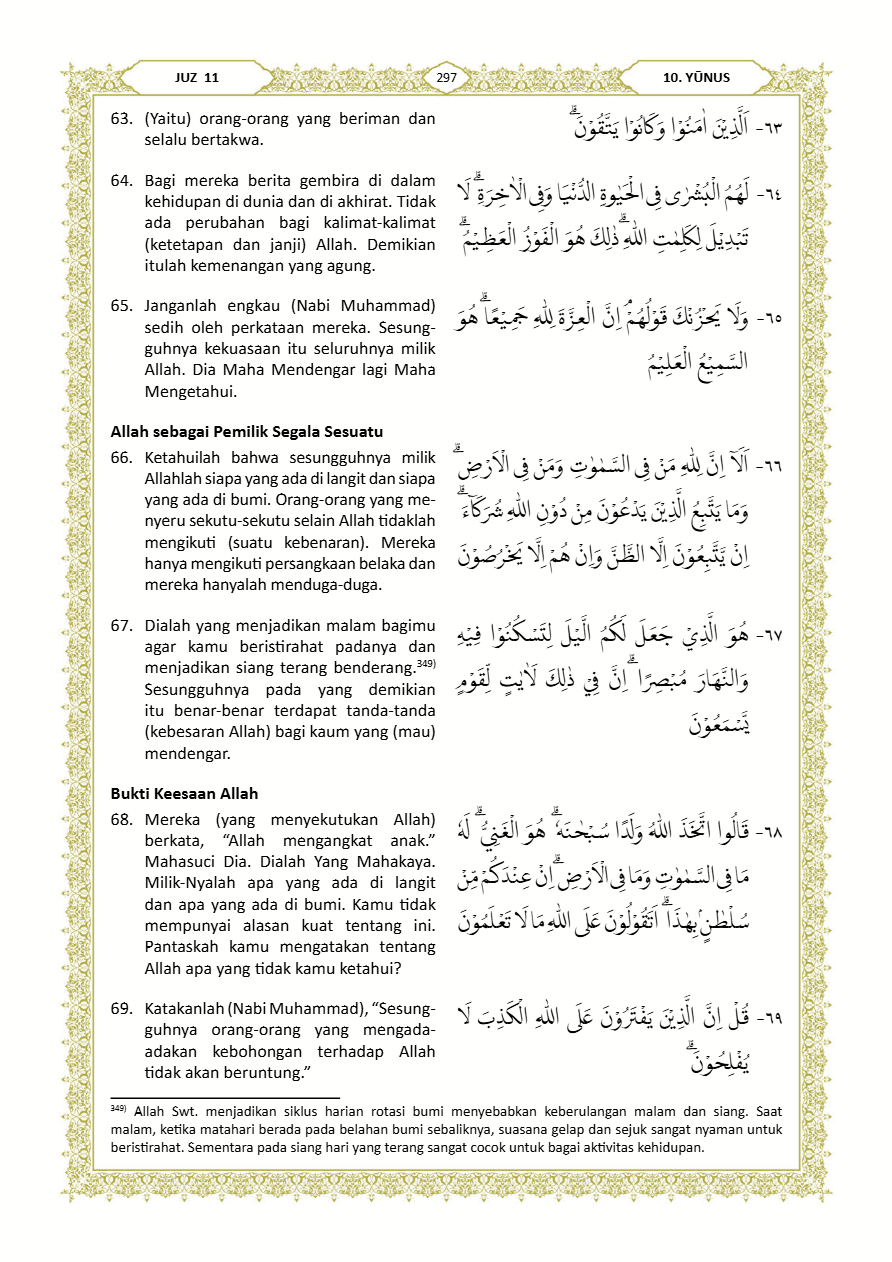 JUZ 11
297
10. YŪNUS
63. (Yaitu) orang-orang yang beriman dan
selalu bertakwa.
٦٣- اَلَّذِيْنَ اٰمَنُوْا وَكَانُوْا يَتَّقُوْنَۗ
64. Bagi mereka berita gembira di dalam
kehidupan di dunia dan di akhirat. Tidak
ada perubahan bagi kalimat-kalimat
(ketetapan dan janji) Allah. Demikian
itulah kemenangan yang agung.
٦٤- لَهُمُ الْبُشْرٰى فِى الْحَيٰوةِ الدُّنْيَا وَفِى الْاٰخِرَةِۗ لَا
تَبْدِيْلَ لِكَلِمٰتِ اللّٰهِۗ ذٰلِكَ هُوَ الْفَوْزُ الْعَظِيْمُۗ
65. Janganlah engkau (Nabi Muhammad)
sedih oleh perkataan mereka. Sesung-
guhnya kekuasaan itu seluruhnya milik
Allah. Dia Maha Mendengar lagi Maha
Mengetahui.
٦٥- وَلَا يَحْزُنْكَ قَوْلُهُمْۘ اِنَّ الْعِزَّةَ لِلّٰهِ جَمِيْعًاۗ هُوَ
السَّمِيْعُ الْعَلِيْمُ
Allah sebagai Pemilik Segala Sesuatu
66. Ketahuilah bahwa sesungguhnya milik
Allahlah siapa yang ada di langit dan siapa
yang ada di bumi. Orang-orang yang me-
nyeru sekutu-sekutu selain Allah tidaklah
mengikuti (suatu kebenaran). Mereka
hanya mengikuti persangkaan belaka dan
mereka hanyalah menduga-duga.
٦٦- اَلَآ اِنَّ لِلّٰهِ مَنْ فِى السَّمٰوٰتِ وَمَنْ فِى الْاَرْضِۗ
وَمَا يَتَّبِعُ الَّذِيْنَ يَدْعُوْنَ مِنْ دُوْنِ اللّٰهِ شُرَكَاۤءَۗ
اِنْ يَّتَّبِعُوْنَ اِلَّا الظَّنَّ وَاِنْ هُمْ اِلَّا يَخْرُصُوْنَ
67. Dialah yang menjadikan malam bagimu
agar kamu beristirahat padanya dan
menjadikan siang terang benderang.349)
Sesungguhnya pada yang demikian
itu benar-benar terdapat tanda-tanda
(kebesaran Allah) bagi kaum yang (mau)
mendengar.
٦٧- هُوَ الَّذِيْ جَعَلَ لَكُمُ الَّيْلَ لِتَسْكُنُوْا فِيْهِ
وَالنَّهَارَ مُبْصِرًاۗ اِنَّ فِيْ ذٰلِكَ لَاٰيٰتٍ لِّقَوْمٍ
يَّسْمَعُوْنَ
Bukti Keesaan Allah
68. Mereka (yang menyekutukan Allah)
berkata, “Allah mengangkat anak.”
Mahasuci Dia. Dialah Yang Mahakaya.
Milik-Nyalah apa yang ada di langit
dan apa yang ada di bumi. Kamu tidak
mempunyai alasan kuat tentang ini.
Pantaskah kamu mengatakan tentang
Allah apa yang tidak kamu ketahui?
٦٨- قَالُوا اتَّخَذَ اللّٰهُ وَلَدًا سُبْحٰنَهٗۗ هُوَ الْغَنِيُّۗ لَهٗ
مَا فِى السَّمٰوٰتِ وَمَا فِى الْاَرْضِۗ اِنْ عِنْدَكُمْ مِّنْ
سُلْطٰنٍۢ بِهٰذَاۗ اَتَقُوْلُوْنَ عَلَى اللّٰهِ مَا لَا تَعْلَمُوْنَ
69. Katakanlah (Nabi Muhammad), “Sesung-
guhnya orang-orang yang mengada-
adakan kebohongan terhadap Allah
tidak akan beruntung.”
٦٩- قُلْ اِنَّ الَّذِيْنَ يَفْتَرُوْنَ عَلَى اللّٰهِ الْكَذِبَ لَا
يُفْلِحُوْنَۗ
349) Allah Swt. menjadikan siklus harian rotasi bumi menyebabkan keberulangan malam dan siang. Saat
malam, ketika matahari berada pada belahan bumi sebaliknya, suasana gelap dan sejuk sangat nyaman untuk
beristirahat. Sementara pada siang hari yang terang sangat cocok untuk bagai aktivitas kehidupan.